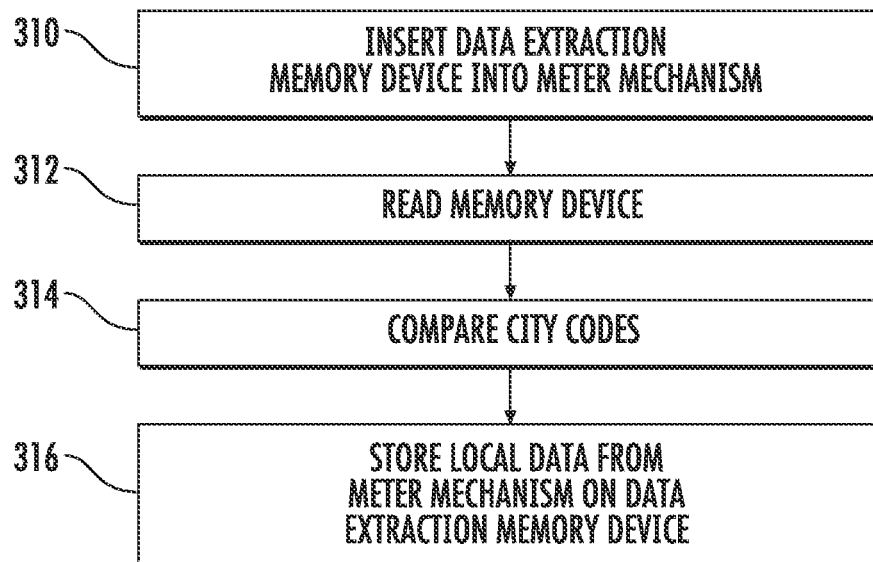 310
INSERT DATA EXTRACTION
MEMORY DEVICE INTO METER MECHANISM
312
READ MEMORY DEVICE
314
COMPARE CITY CODES
316
STORE LOCAL DATA FROM
METER MECHANISM ON DATA
EXTRACTION MEMORY DEVICE